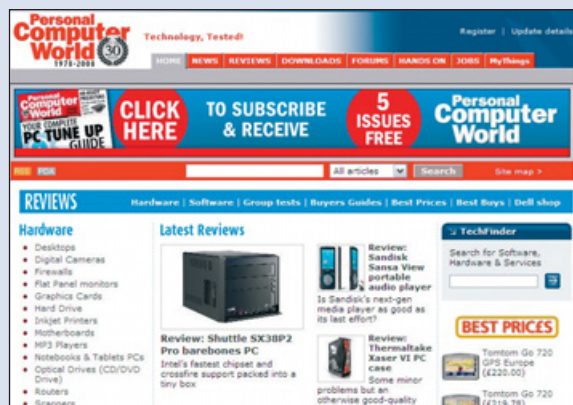 Personal
Computer
World
30
1978-2008
Technology, Tested!
Register | Update details
HOME NEWS REVIEWS DOWNLOADS FORUMS HANDS ON JOBS MyThings
Personal
Computer
World
YOUR COMPLETE
PC TUNE UP
GUIDE
CLICK
HERE
TO SUBSCRIBE
& RECEIVE
5
ISSUES
FREE
Personal
Computer
World
RSS PDA
All articles
Search
Site map >
REVIEWS
Hardware | Software | Group tests | Buyers Guides | Best Prices | Best Buys | Dell shop
Hardware
Desktops
Digital Cameras
Firewalls
Flat Panel monitors
Graphics Cards
Hard Drive
Inkjet Printers
Motherboards
MP3 Players
Notebooks & Tablets PCs
Optical Drives (CD/DVD
Drive)
Routers
Scanners
Latest Reviews
Review: Shuttle SX38P2
Pro barebones PC
Intel's fastest chipset and
crossfire support packed into a
tiny box
Review:
Sandisk
Sansa View
portable
audio player
Is Sandisk's next-gen
media player as good as
its last effort?
Review:
Thermaltake
Xaser VI PC
case
Some minor
problems but an
otherwise good-quality
TechFinder
Search for Software,
Hardware & Services
BEST PRICES
Tomtom Go 720
GPS Europe
(£220.00)
Tomtom Go 720
(£219.78)